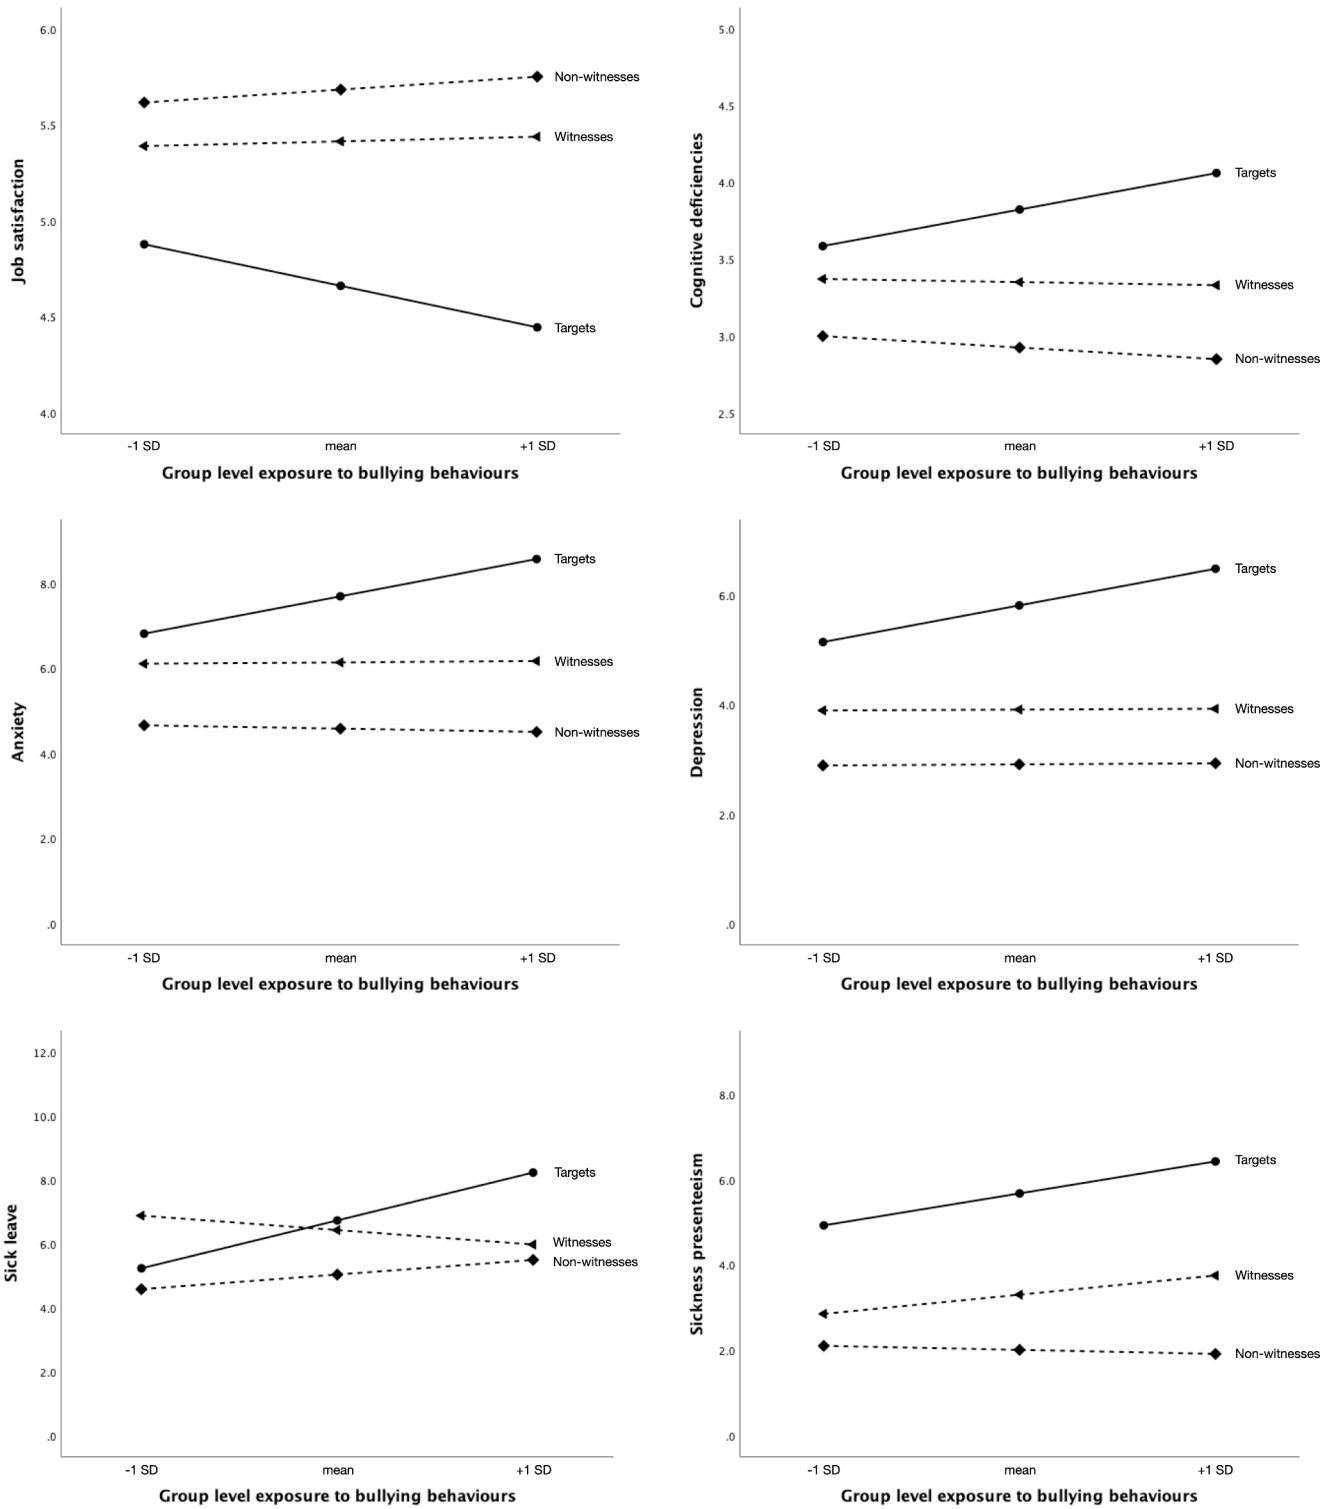 6.0
5.5
5.0
4.5
4.0
Job satisfaction
Non-witnesses
Witnesses
Targets
-1 SD
mean
+1 SD
Group level exposure to bullying behaviours
5.0
4.5
4.0
3.5
3.0
2.5
Cognitive deficiencies
Targets
Witnesses
Non-witnesses
-1 SD
mean
+1 SD
Group level exposure to bullying behaviours
8.0
6.0
4.0
2.0
.0
Anxiety
Targets
Witnesses
Non-witnesses
-1 SD
mean
+1 SD
Group level exposure to bullying behaviours
6.0
4.0
2.0
.0
Depression
Targets
Witnesses
Non-witnesses
-1 SD
mean
+1 SD
Group level exposure to bullying behaviours
12.0
10.0
8.0
6.0
4.0
2.0
.0
Sick leave
Targets
Witnesses
Non-witnesses
-1 SD
mean
+1 SD
Group level exposure to bullying behaviours
8.0
6.0
4.0
2.0
.0
Sickness presenteeism
Targets
Witnesses
Non-witnesses
-1 SD
mean
+1 SD
Group level exposure to bullying behaviours